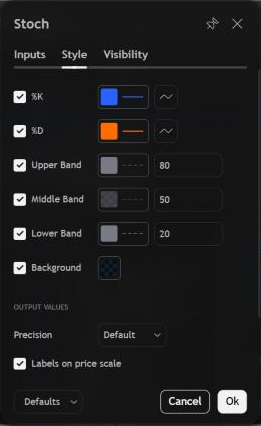 Stoch
Inputs Style Visibility
%K
%D
Upper Band 80
Middle Band 50
Lower Band 20
Background
OUTPUT VALUES
Precision Default
Labels on price scale
Defaults Cancel Ok